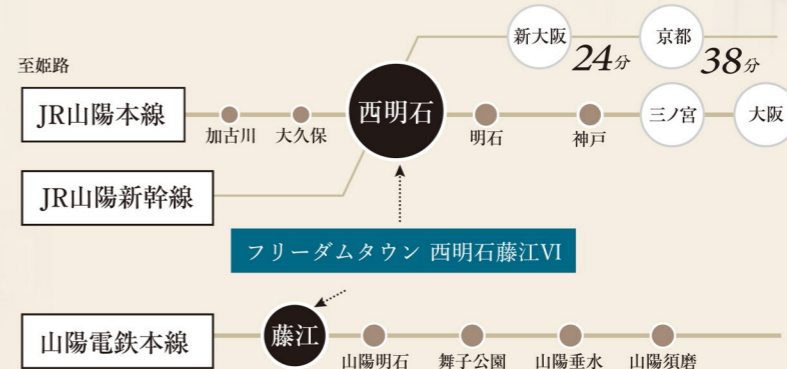 新大阪 24分 京都 38分
至姫路
JR山陽本線 加古川 大久保 西明石 明石 神戸 三ノ宮 大阪
JR山陽新幹線
フリーダムタウン 西明石藤江VI
山陽電鉄本線 藤江 山陽明石 舞子公園 山陽垂水 山陽須磨